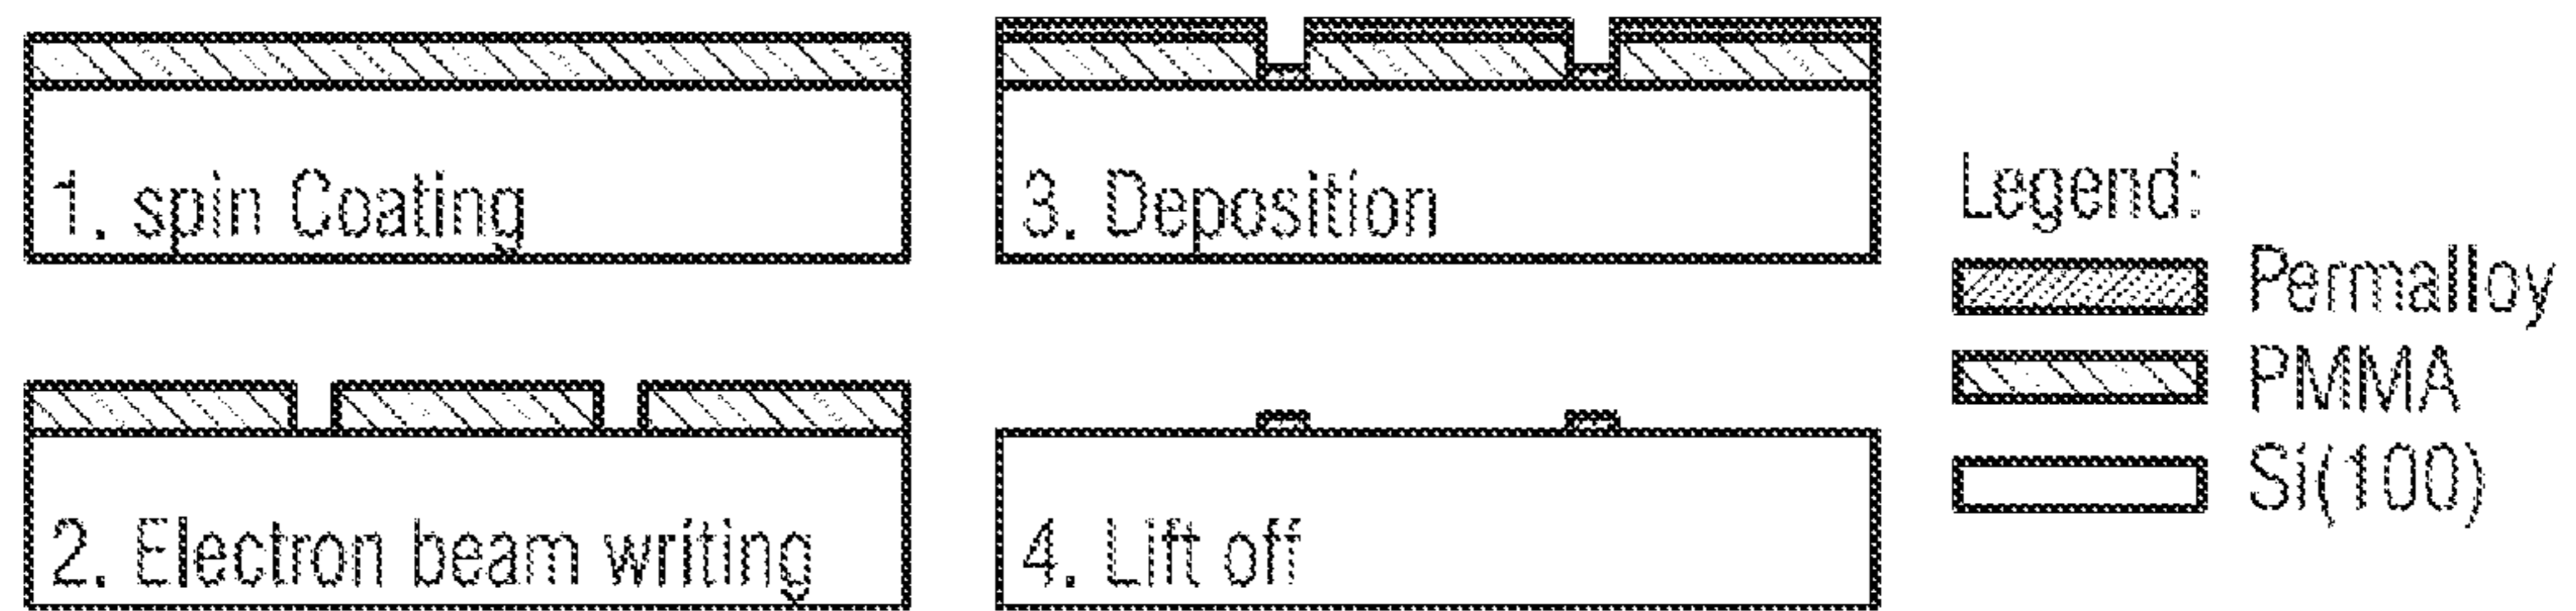 1. spin Coating
2. Electron beam writing
3. Deposition
4. Lift off
Legend:
Permalloy
PMMA
Si(100)